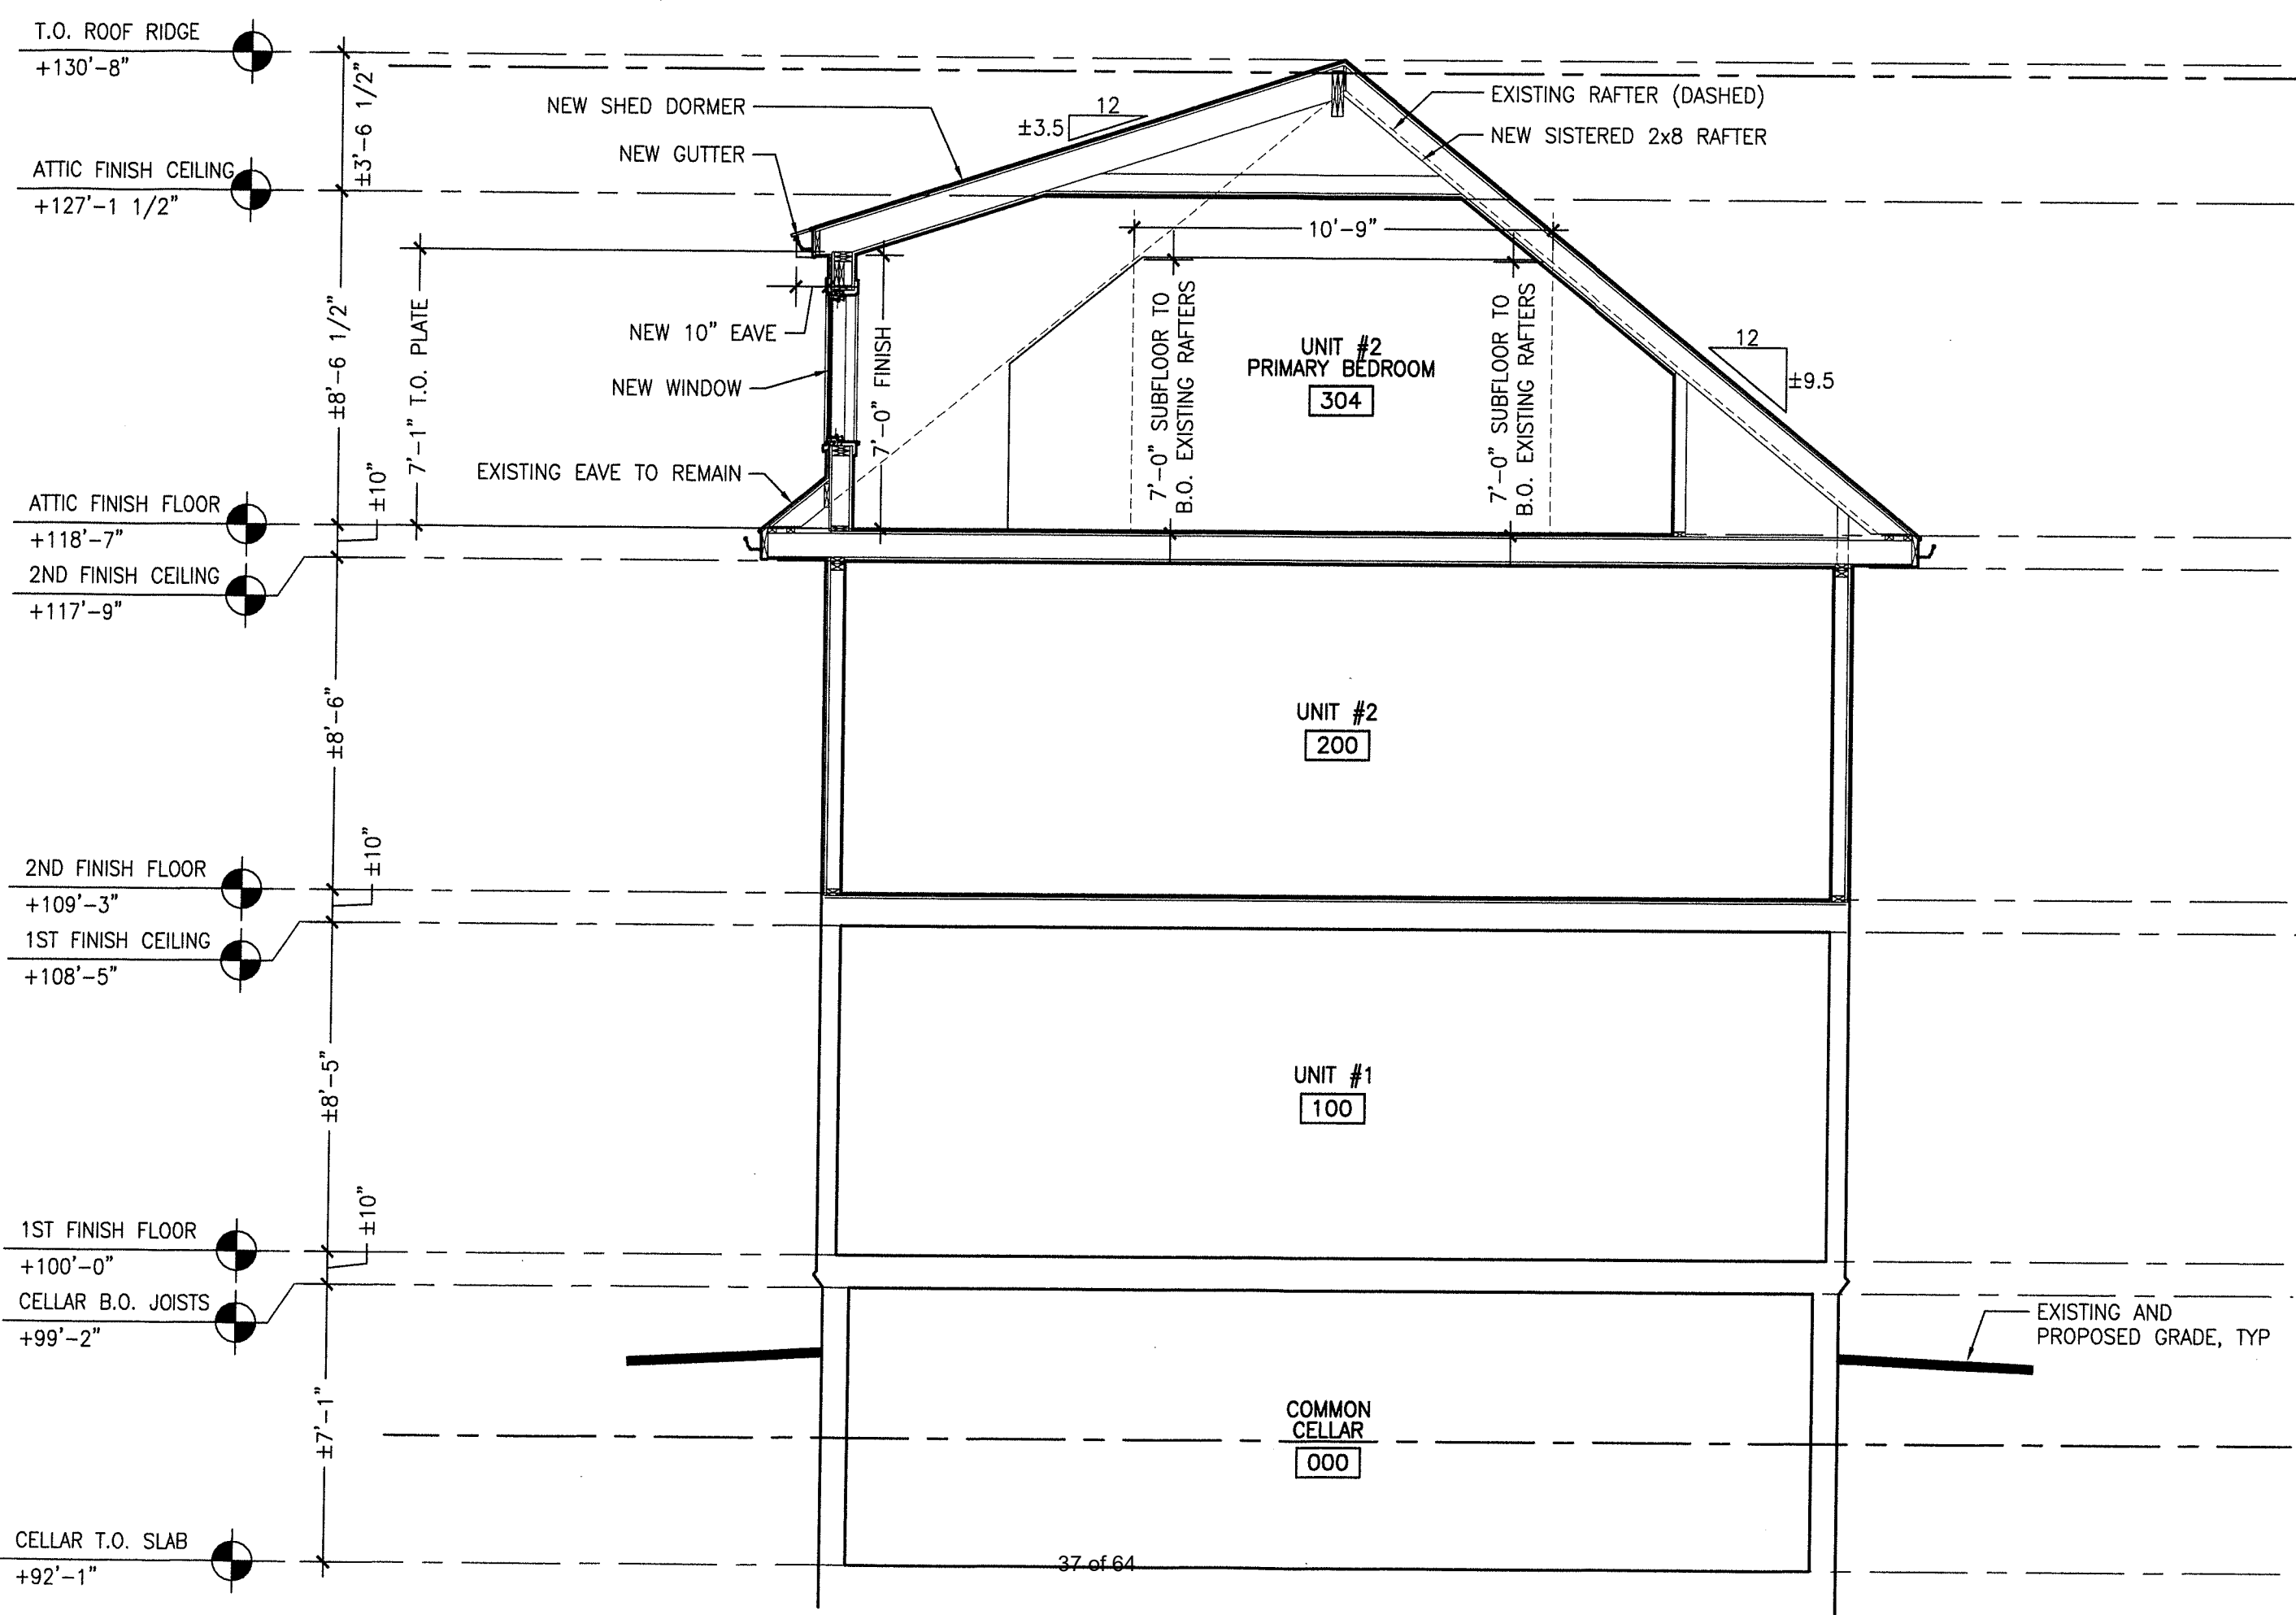 T.O. ROOF RIDGE
+130'-8"
±3'-6 1/2"
ATTIC FINISH CEILING
+127'-1 1/2"
±8'-6 1/2"
7'-1" T.O. PLATE
ATTIC FINISH FLOOR
+118'-7"
±10"
2ND FINISH CEILING
+117'-9"
±8'-6"
2ND FINISH FLOOR
+109'-3"
±10"
1ST FINISH CEILING
+108'-5"
±8'-5"
1ST FINISH FLOOR
+100'-0"
±10"
CELLAR B.O. JOISTS
+99'-2"
±7'-1"
CELLAR T.O. SLAB
+92'-1"
NEW SHED DORMER
NEW GUTTER
12
±3.5
EXISTING RAFTER (DASHED)
NEW SISTERED 2x8 RAFTER
10'-9"
NEW 10" EAVE
NEW WINDOW
EXISTING EAVE TO REMAIN
7'-0" FINISH
7'-0" SUBFLOOR TO
B.O. EXISTING RAFTERS
UNIT #2
PRIMARY BEDROOM
304
7'-0" SUBFLOOR TO
B.O. EXISTING RAFTERS
12
±9.5
UNIT #2
200
UNIT #1
100
EXISTING AND
PROPOSED GRADE, TYP
COMMON
CELLAR
000
37 of 64